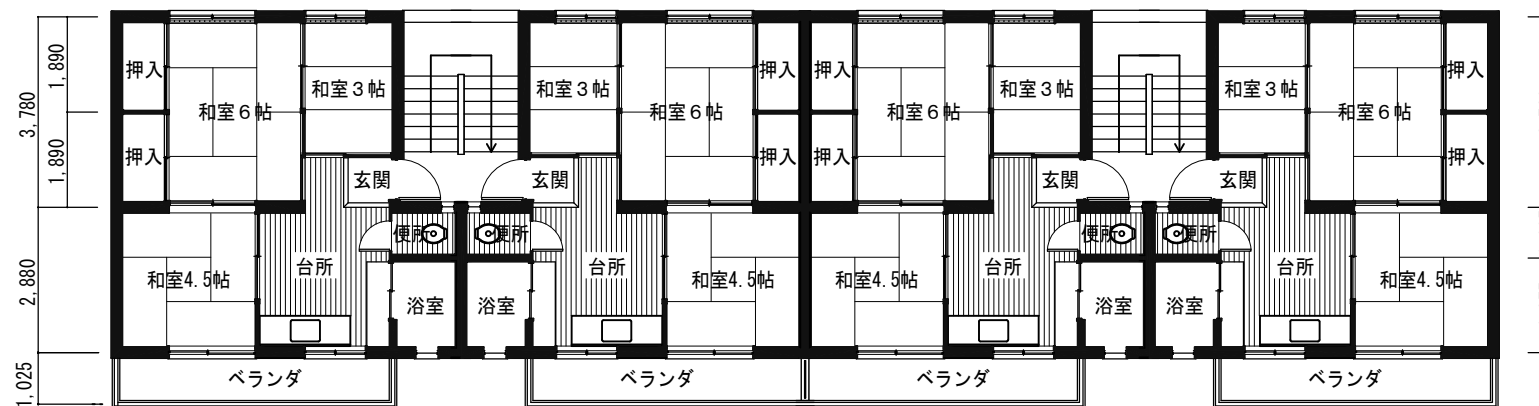 1,890
3,780
1,890
2,880
1,025
押入
和室6帖
和室3帖
押入
玄関
便所
和室4.5帖
台所
浴室
ベランダ
和室3帖
和室6帖
押入
押入
玄関
便所
台所
和室4.5帖
浴室
ベランダ
押入
和室6帖
和室3帖
押入
玄関
便所
和室4.5帖
台所
浴室
ベランダ
和室3帖
和室6帖
押入
押入
玄関
便所
台所
和室4.5帖
浴室
ベランダ